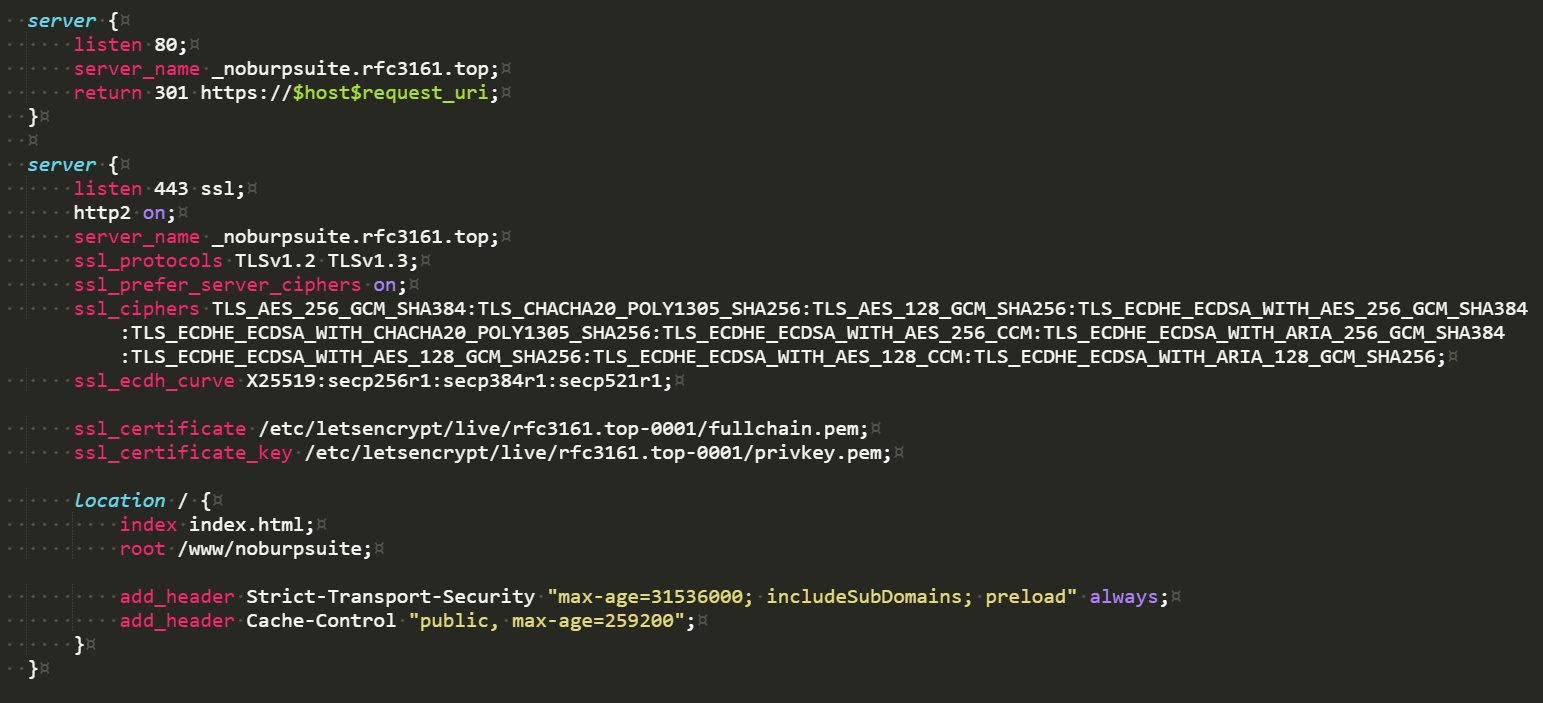 server {
listen 80;
server_name _noburpsuite.rfc3161.top;
return 301 https://$host$request_uri;
}
server {
listen 443 ssl;
http2 on;
server_name _noburpsuite.rfc3161.top;
ssl_protocols TLSv1.2 TLSv1.3;
ssl_prefer_server_ciphers on;
ssl_ciphers TLS_AES_256_GCM_SHA384:TLS_CHACHA20_POLY1305_SHA256:TLS_AES_128_GCM_SHA256:TLS_ECDHE_ECDSA_WITH_AES_256_GCM_SHA384
:TLS_ECDHE_ECDSA_WITH_CHACHA20_POLY1305_SHA256:TLS_ECDHE_ECDSA_WITH_AES_256_CCM:TLS_ECDHE_ECDSA_WITH_ARIA_256_GCM_SHA384
:TLS_ECDHE_ECDSA_WITH_AES_128_GCM_SHA256:TLS_ECDHE_ECDSA_WITH_AES_128_CCM:TLS_ECDHE_ECDSA_WITH_ARIA_128_GCM_SHA256;
ssl_ecdh_curve X25519:secp256r1:secp384r1:secp521r1;
ssl_certificate /etc/letsencrypt/live/rfc3161.top-0001/fullchain.pem;
ssl_certificate_key /etc/letsencrypt/live/rfc3161.top-0001/privkey.pem;
location / {
index index.html;
root /www/noburpsuite;
add_header Strict-Transport-Security "max-age=31536000; includeSubDomains; preload" always;
add_header Cache-Control "public, max-age=259200";
}
}